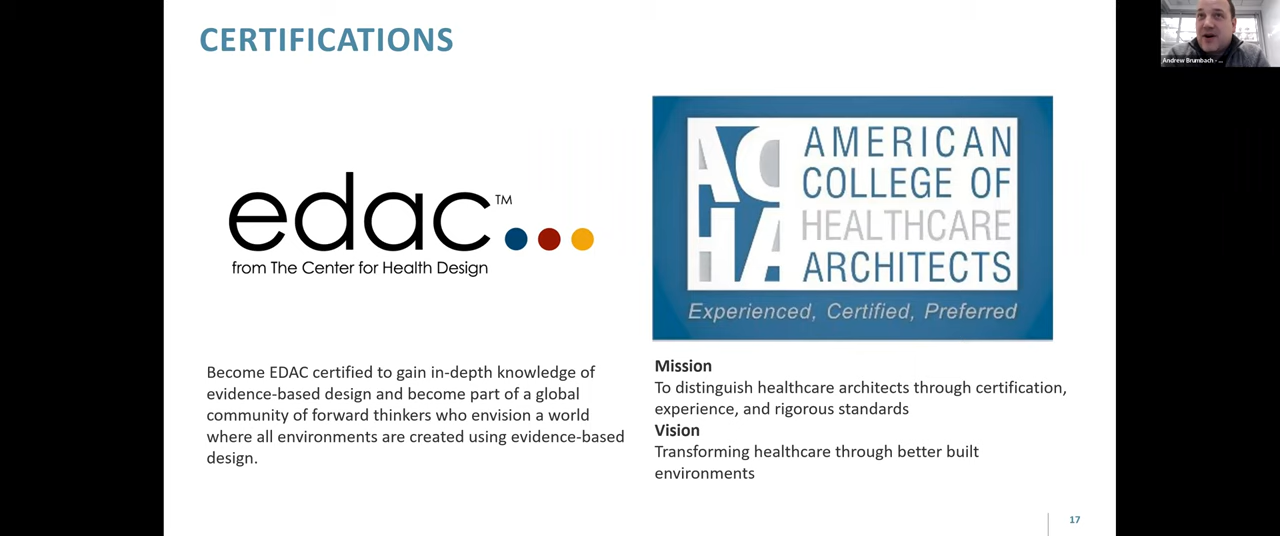 CERTIFICATIONS
edac™
from The Center for Health Design
Become EDAC certified to gain in-depth knowledge of
evidence-based design and become part of a global
community of forward thinkers who envision a world
where all environments are created using evidence-based
design.
ACHA
AMERICAN
COLLEGE OF
HEALTHCARE
ARCHITECTS
Experienced, Certified, Preferred
Mission
To distinguish healthcare architects through certification,
experience, and rigorous standards
Vision
Transforming healthcare through better built
environments
17
Andrew Brumbach - ...